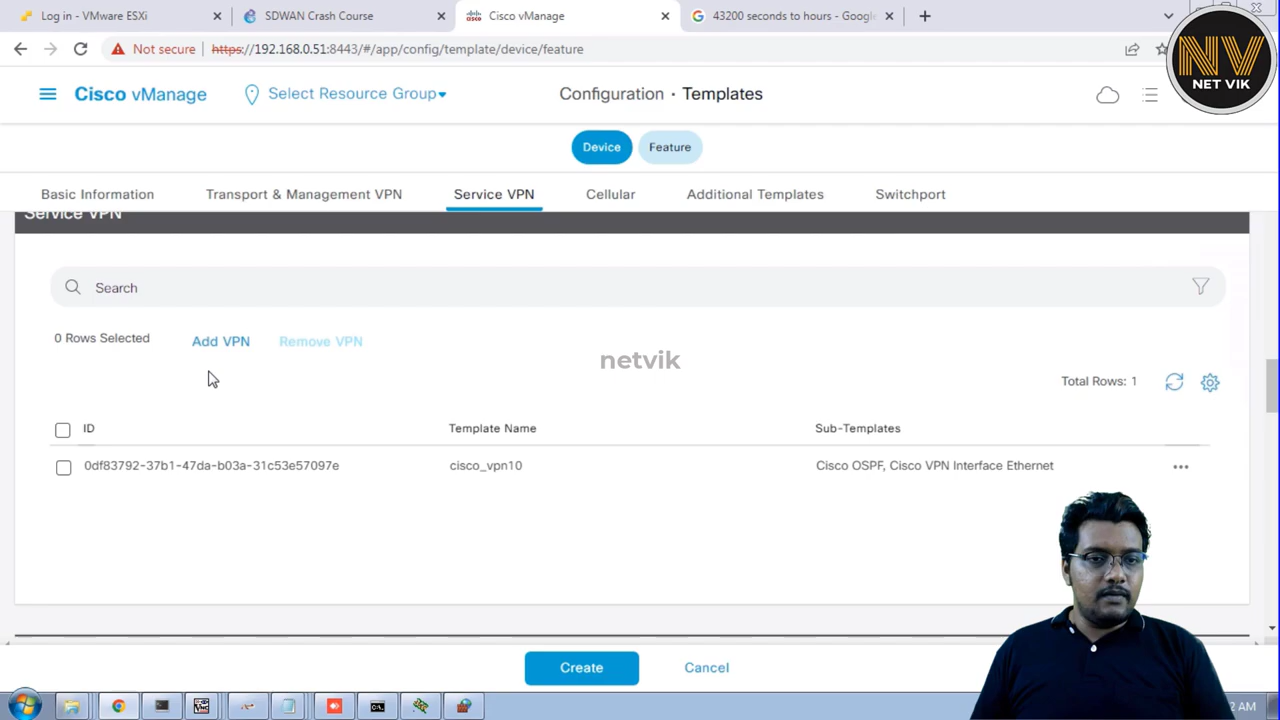 Log in - VMware ESXi
SDWAN Crash Course
Cisco vManage
43200 seconds to hours - Google
Not secure
https://192.168.0.51:8443/#/app/config/template/device/feature
NV
NET VIK
Cisco vManage
Select Resource Group
Configuration · Templates
Device
Feature
Basic Information
Transport & Management VPN
Service VPN
Cellular
Additional Templates
Switchport
Service VPN
Search
0 Rows Selected
Add VPN
Remove VPN
netvik
Total Rows: 1
ID
Template Name
Sub-Templates
0df83792-37b1-47da-b03a-31c53e57097e
cisco_vpn10
Cisco OSPF, Cisco VPN Interface Ethernet
Create
Cancel
2 AM